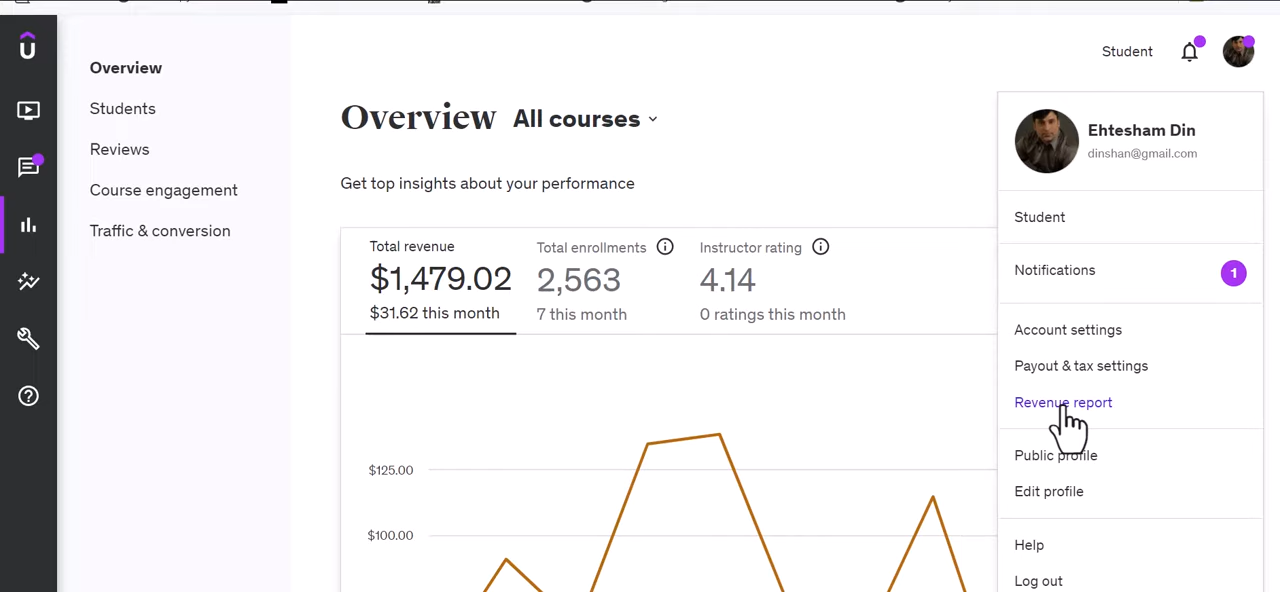 Overview
Students
Reviews
Course engagement
Traffic & conversion
Student
Overview All courses
Get top insights about your performance
Total revenue
$1,479.02
$31.62 this month
Total enrollments
2,563
7 this month
Instructor rating
4.14
0 ratings this month
$125.00
$100.00
Ehtesham Din
dinshan@gmail.com
Student
Notifications 1
Account settings
Payout & tax settings
Revenue report
Public profile
Edit profile
Help
Log out